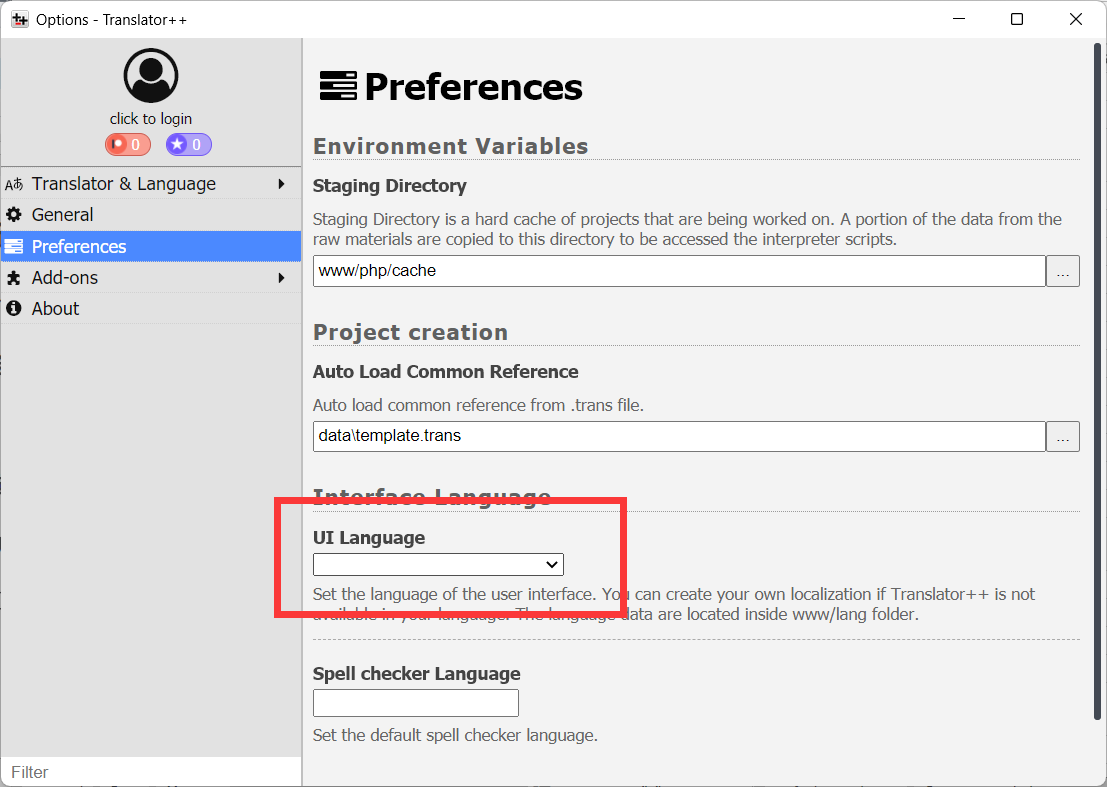 Options - Translator++
click to login
0 0
Translator & Language
General
Preferences
Add-ons
About
Filter
Preferences
Environment Variables
Staging Directory
Staging Directory is a hard cache of projects that are being worked on. A portion of the data from the
raw materials are copied to this directory to be accessed the interpreter scripts.
www/php/cache
...
Project creation
Auto Load Common Reference
Auto load common reference from .trans file.
data\template.trans
...
Interface Language
UI Language
Set the language of the user interface. You can create your own localization if Translator++ is not
available in your language. The language data are located inside www/lang folder.
Spell checker Language
Set the default spell checker language.